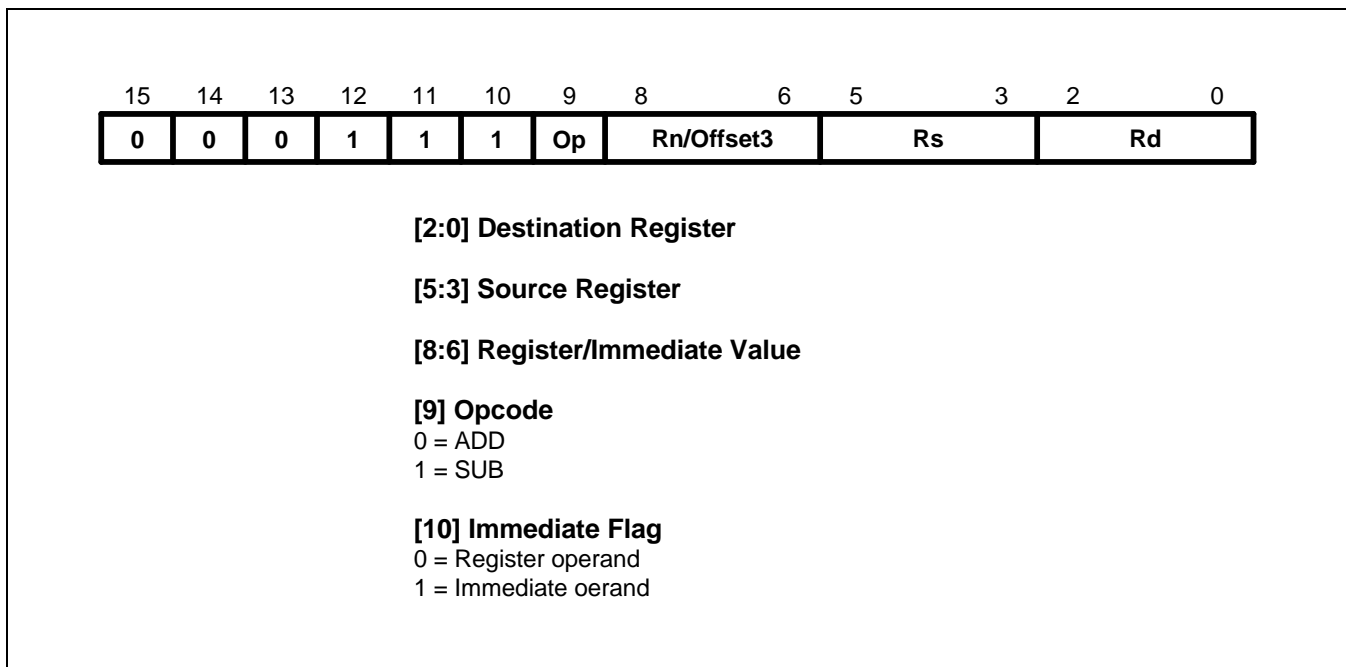 15 14 13 12 11 10 9 8 6 5 3 2 0
0 0 0 1 1 1 Op Rn/Offset3 Rs Rd
[2:0] Destination Register
[5:3] Source Register
[8:6] Register/Immediate Value
[9] Opcode
0 = ADD
1 = SUB
[10] Immediate Flag
0 = Register operand
1 = Immediate oerand